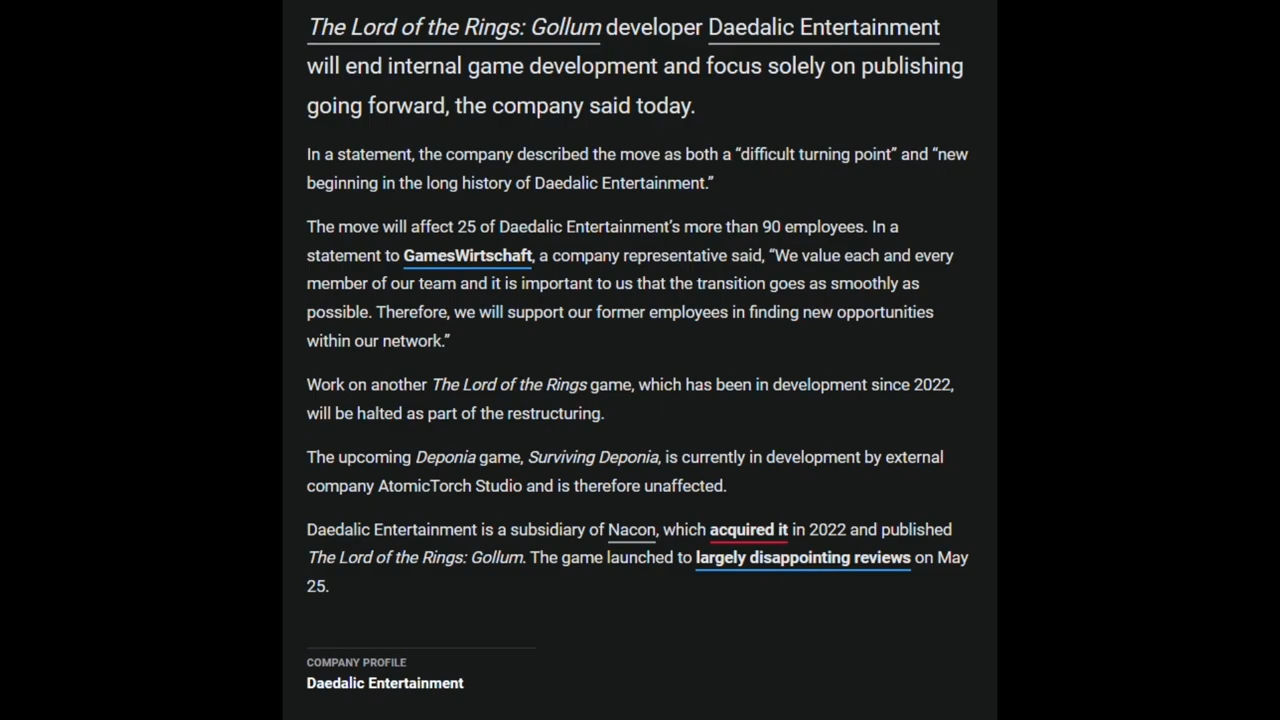 The Lord of the Rings: Gollum developer Daedalic Entertainment
will end internal game development and focus solely on publishing
going forward, the company said today.
In a statement, the company described the move as both a “difficult turning point” and “new
beginning in the long history of Daedalic Entertainment.”
The move will affect 25 of Daedalic Entertainment’s more than 90 employees. In a
statement to GamesWirtschaft, a company representative said, “We value each and every
member of our team and it is important to us that the transition goes as smoothly as
possible. Therefore, we will support our former employees in finding new opportunities
within our network.”
Work on another The Lord of the Rings game, which has been in development since 2022,
will be halted as part of the restructuring.
The upcoming Deponia game, Surviving Deponia, is currently in development by external
company AtomicTorch Studio and is therefore unaffected.
Daedalic Entertainment is a subsidiary of Nacon, which acquired it in 2022 and published
The Lord of the Rings: Gollum. The game launched to largely disappointing reviews on May
25.
COMPANY PROFILE
Daedalic Entertainment